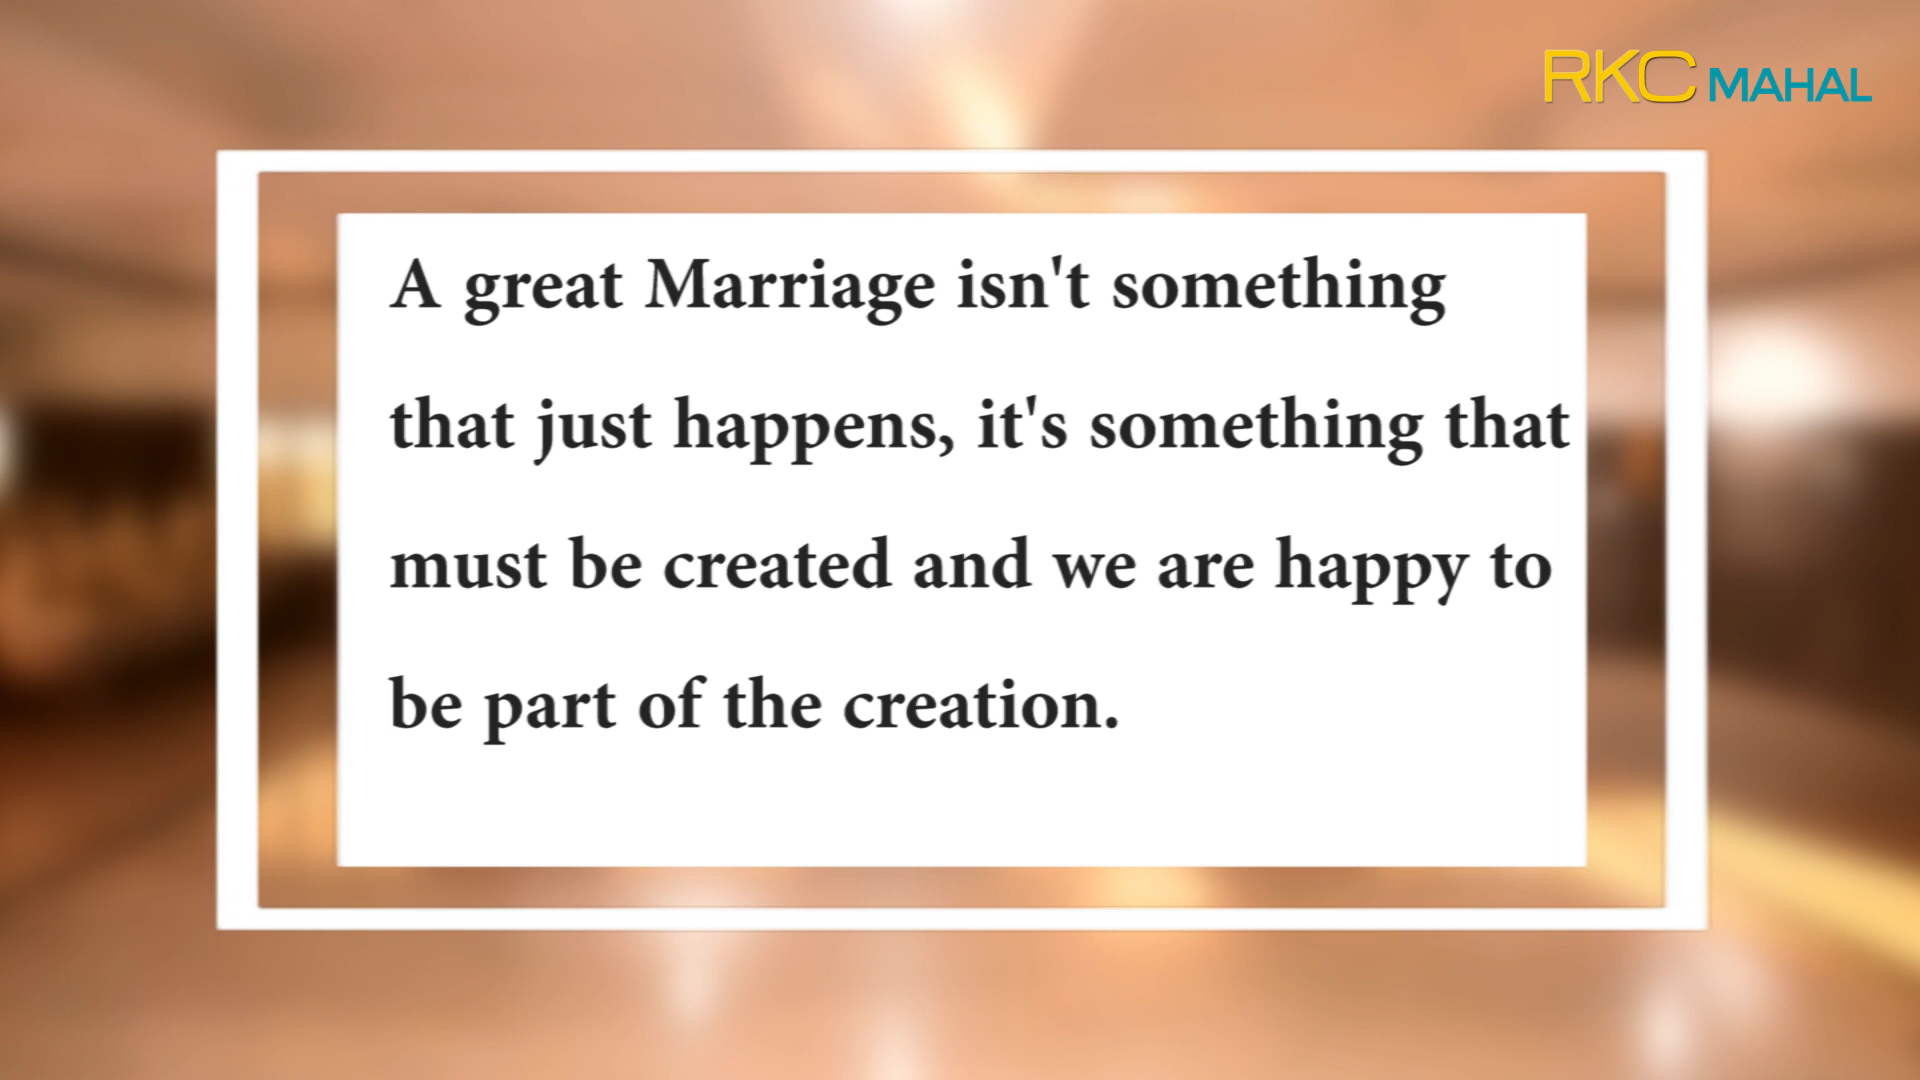 RKC MAHAL
A great Marriage isn't something
that just happens, it's something that
must be created and we are happy to
be part of the creation.